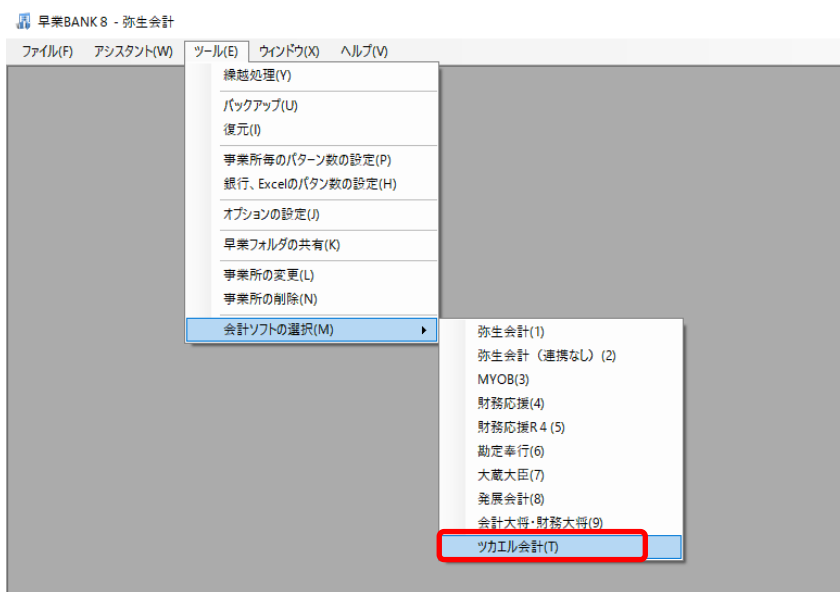 早業BANK 8 - 弥生会計
ファイル(F) アシスタント(W) ツール(E) ウィンドウ(X) ヘルプ(V)
繰越処理(Y)
バックアップ(U)
復元(I)
事業所毎のパターン数の設定(P)
銀行、Excelのパタン数の設定(H)
オプションの設定(J)
早業フォルダの共有(K)
事業所の変更(L)
事業所の削除(N)
会計ソフトの選択(M)
弥生会計(1)
弥生会計（連携なし）(2)
MYOB(3)
財務応援(4)
財務応援R４(5)
勘定奉行(6)
大蔵大臣(7)
発展会計(8)
会計大将・財務大将(9)
ツカエル会計(T)